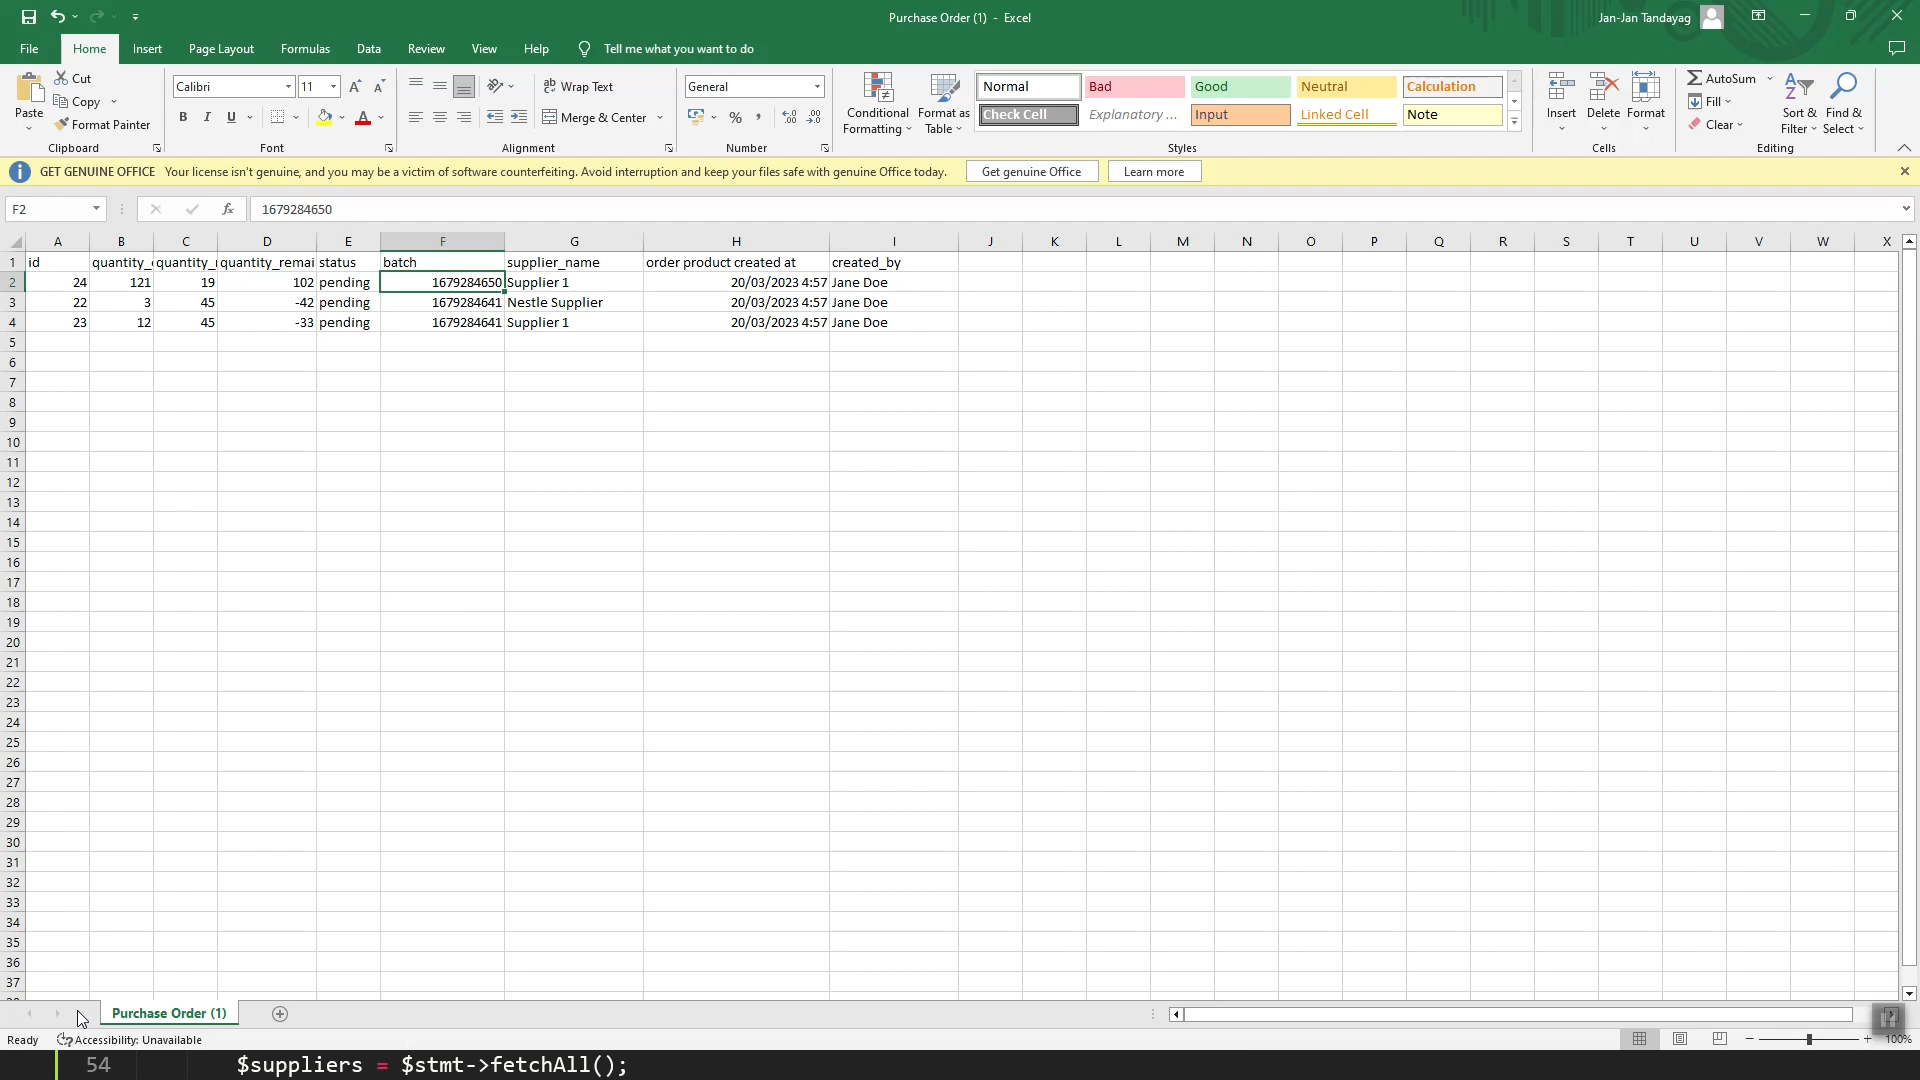 Purchase Order (1) - Excel
Jan-Jan Tandayag
File Home Insert Page Layout Formulas Data Review View Help Tell me what you want to do
Paste
Cut
Copy
Format Painter
Clipboard
Calibri 11
B I U
Font
Wrap Text
Merge & Center
Alignment
General
Number
Conditional Formatting
Format as Table
Normal Bad Good Neutral Calculation
Check Cell Explanatory ... Input Linked Cell Note
Styles
Insert Delete Format
Cells
AutoSum
Fill
Clear
Sort & Filter
Find & Select
Editing
GET GENUINE OFFICE Your license isn't genuine, and you may be a victim of software counterfeiting. Avoid interruption and keep your files safe with genuine Office today. Get genuine Office Learn more
F2 fx 1679284650
A B C D E F G H I J K L M N O P Q R S T U V W X
1 id quantity_ quantity_ quantity_remai status batch supplier_name order product created at created_by
2 24 121 19 102 pending 1679284650 Supplier 1 20/03/2023 4:57 Jane Doe
3 22 3 45 -42 pending 1679284641 Nestle Supplier 20/03/2023 4:57 Jane Doe
4 23 12 45 -33 pending 1679284641 Supplier 1 20/03/2023 4:57 Jane Doe
5
6
7
8
9
10
11
12
13
14
15
16
17
18
19
20
21
22
23
24
25
26
27
28
29
30
31
32
33
34
35
36
37
Purchase Order (1)
Ready Accessibility: Unavailable 100%
54 $suppliers = $stmt->fetchAll();